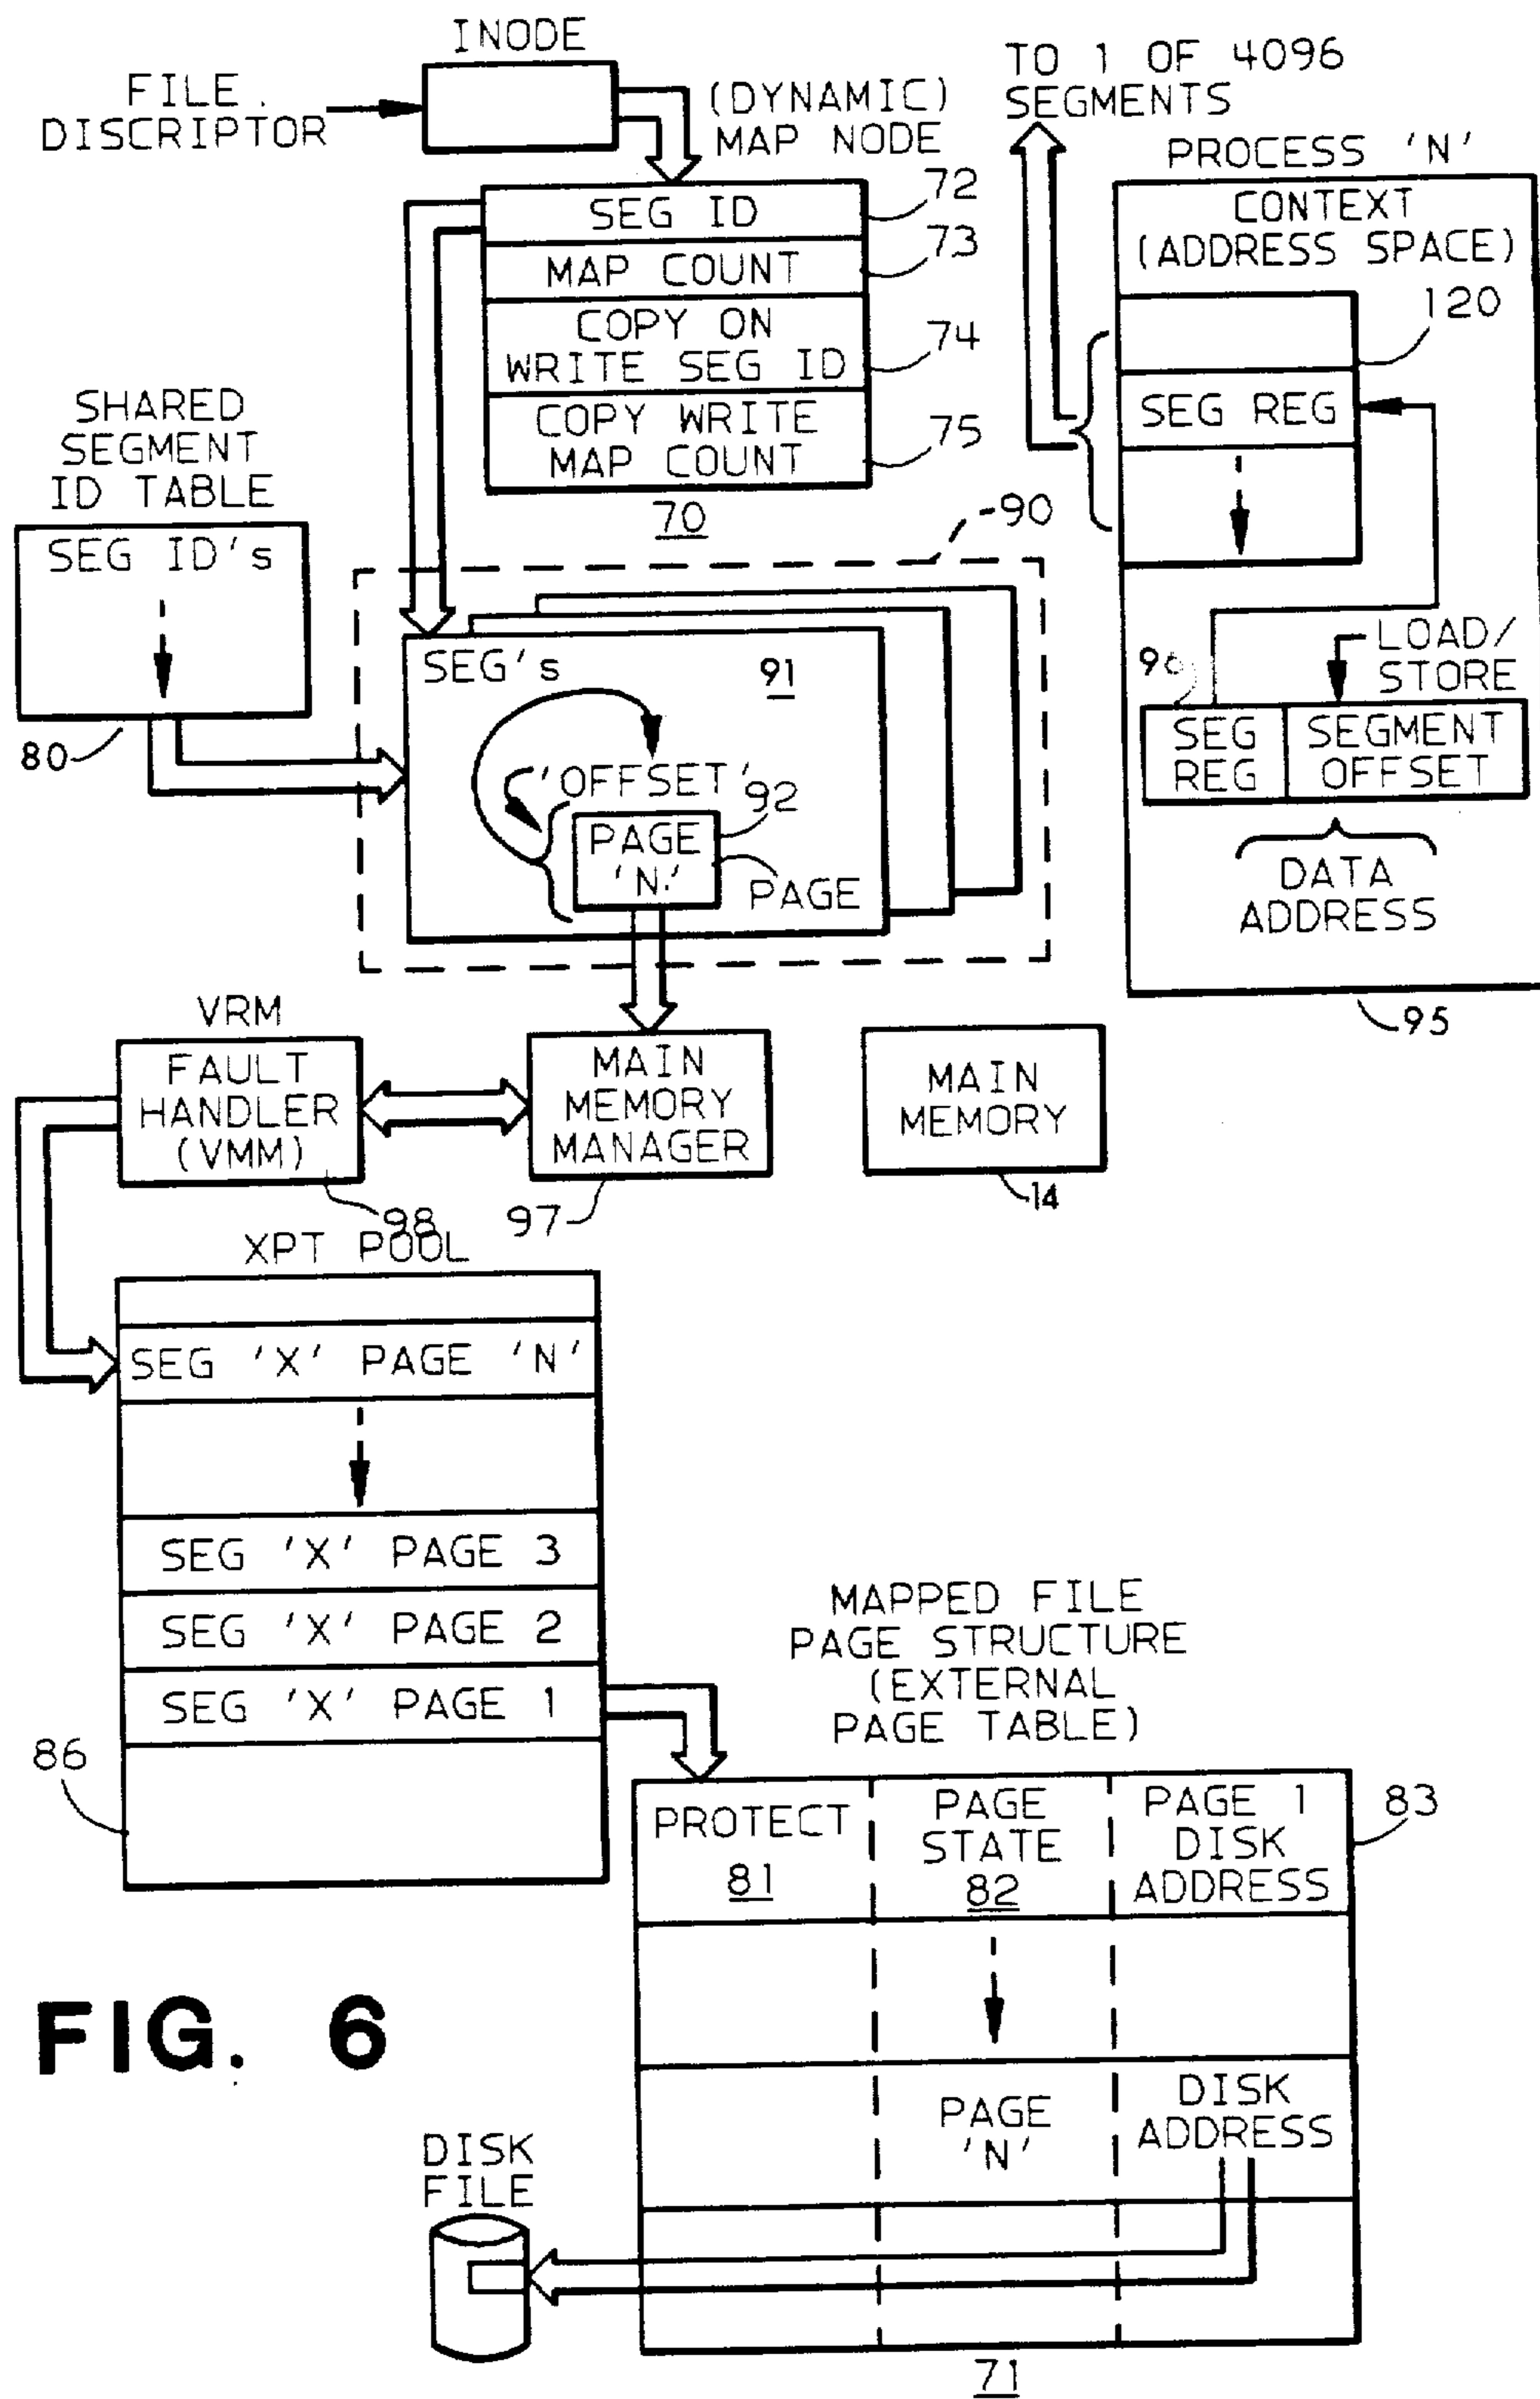 INODE
FILE.
DISCRIPTOR
(DYNAMIC)
MAP NODE
TO 1 OF 4096
SEGMENTS
PROCESS 'N'
CONTEXT
(ADDRESS SPACE)
120
SEG REG
SEG ID
72
MAP COUNT
73
COPY ON
WRITE SEG ID
74
COPY WRITE
MAP COUNT
75
70
SHARED
SEGMENT
ID TABLE
SEG ID's
80
90
SEG's
91
'OFFSET'
92
PAGE
'N.'
PAGE
LOAD/
STORE
SEG
REG
SEGMENT
OFFSET
DATA
ADDRESS
95
VRM
FAULT
HANDLER
(VMM)
98
MAIN
MEMORY
MANAGER
97
MAIN
MEMORY
14
XPT POOL
SEG 'X' PAGE 'N'
SEG 'X' PAGE 3
SEG 'X' PAGE 2
SEG 'X' PAGE 1
86
MAPPED FILE
PAGE STRUCTURE
(EXTERNAL
PAGE TABLE)
PROTECT
81
PAGE
STATE
82
PAGE 1
DISK
ADDRESS
83
PAGE
'N'
DISK
ADDRESS
DISK
FILE
71
FIG. 6